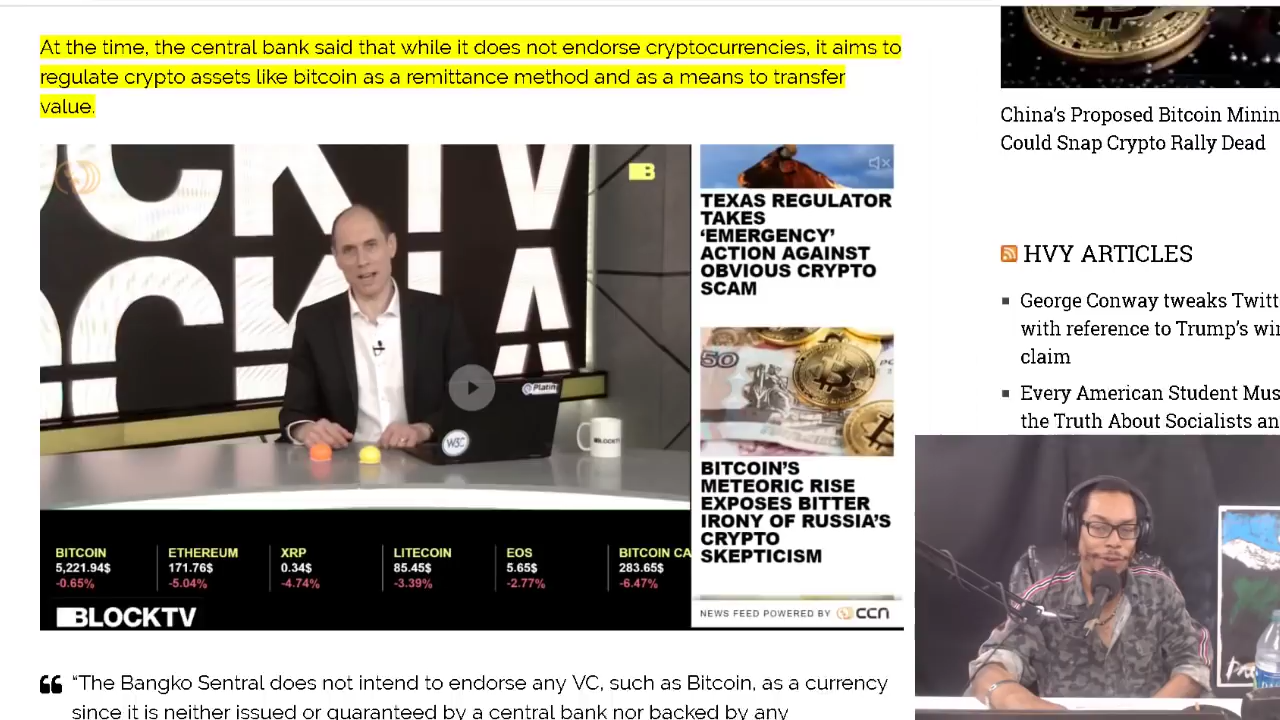 At the time, the central bank said that while it does not endorse cryptocurrencies, it aims to
regulate crypto assets like bitcoin as a remittance method and as a means to transfer
value.
B
Platin
W3C
BLOCKTV
BITCOIN
5,221.94$
-0.65%
ETHEREUM
171.76$
-5.04%
XRP
0.34$
-4.74%
LITECOIN
85.45$
-3.39%
EOS
5.65$
-2.77%
BITCOIN CA
283.65$
-6.47%
BLOCKTV
TEXAS REGULATOR
TAKES
‘EMERGENCY’
ACTION AGAINST
OBVIOUS CRYPTO
SCAM
50
BITCOIN’S
METEORIC RISE
EXPOSES BITTER
IRONY OF RUSSIA’S
CRYPTO
SKEPTICISM
NEWS FEED POWERED BY CCN
“The Bangko Sentral does not intend to endorse any VC, such as Bitcoin, as a currency
since it is neither issued or guaranteed by a central bank nor backed by any
China’s Proposed Bitcoin Minin
Could Snap Crypto Rally Dead
HVY ARTICLES
George Conway tweaks Twitt
with reference to Trump’s wi
claim
Every American Student Mus
the Truth About Socialists an